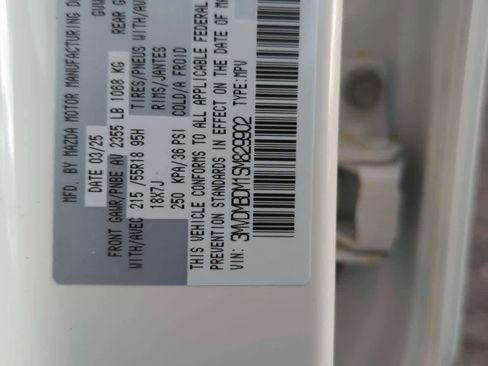 MFD. BY MAZDA MOTOR MANUFACTURING D
DATE 03/25 GVW
FRONT GAWR/PNBE AV 2355 LB 1068 KG REAR G
WITH/AVEC 215 /55R18 95H TIRES/PNEUS WITH/AV
18X7J RIMS/JANTES
250 KPA/36 PSI COLD/A FROID
THIS VEHICLE CONFORMS TO ALL APPLICABLE FEDERAL
PREVENTION STANDARDS IN EFFECT ON THE DATE OF MA
VIN: 3MVDMBDM1SM829902 TYPE: MPV